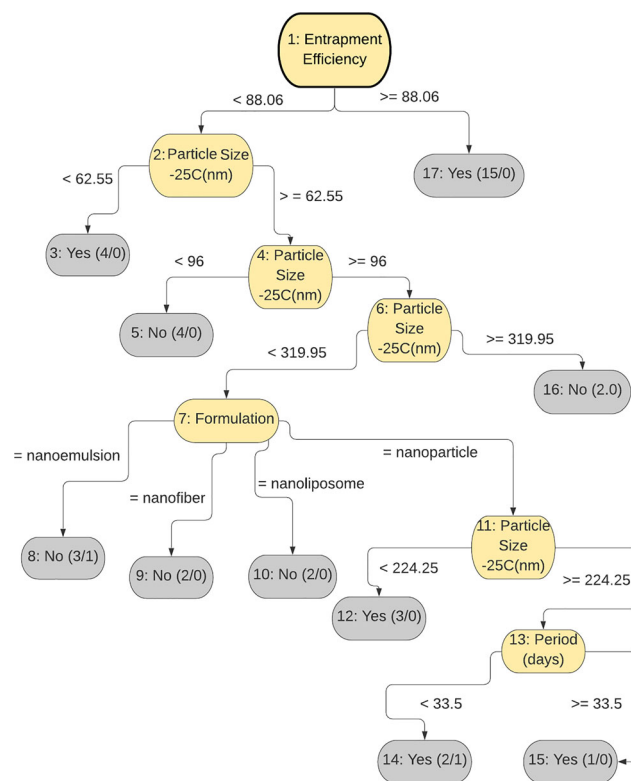 1: Entrapment
Efficiency
< 88.06
>= 88.06
2: Particle Size
-25C(nm)
17: Yes (15/0)
< 62.55
> = 62.55
3: Yes (4/0)
4: Particle
Size
-25C(nm)
< 96
>= 96
5: No (4/0)
6: Particle
Size
-25C(nm)
< 319.95
>= 319.95
16: No (2.0)
7: Formulation
= nanoemulsion
= nanofiber
= nanoliposome
= nanoparticle
8: No (3/1)
9: No (2/0)
10: No (2/0)
11: Particle
Size
-25C(nm)
< 224.25
>= 224.25
12: Yes (3/0)
13: Period
(days)
< 33.5
>= 33.5
14: Yes (2/1)
15: Yes (1/0)